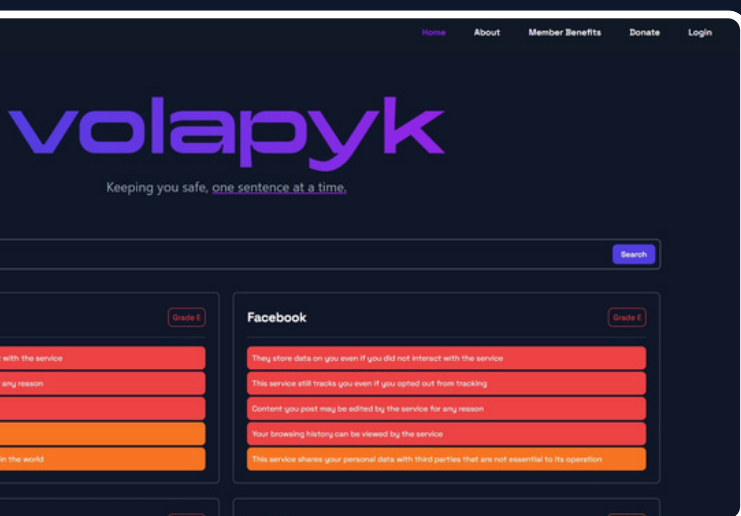 Home About Member Benefits Donate Login
volapyk
Keeping you safe, one sentence at a time.
Search
Grade E
with the service
any reason
in the world
Facebook
Grade E
They store data on you even if you did not interact with the service
This service still tracks you even if you opted out from tracking
Content you post may be edited by the service for any reason
Your browsing history can be viewed by the service
This service shares your personal data with third parties that are not essential to its operation